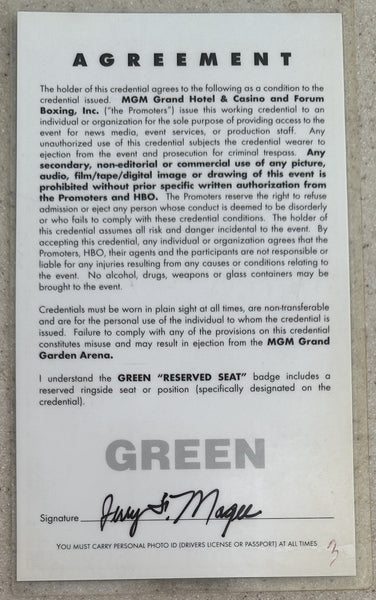 AGREEMENT
The holder of this credential agrees to the following as a condition to the
credential issued. MGM Grand Hotel & Casino and Forum
Boxing, Inc. ("the Promoters") issue this working credential to an
individual or organization for the sole purpose of providing access to the
event for news media, event services, or production staff. Any
unauthorized use of this credential subjects the credential wearer to
ejection from the event and prosecution for criminal trespass. Any
secondary, non-editorial or commercial use of any picture,
audio, film/tape/digital image or drawing of this event is
prohibited without prior specific written authorization from
the Promoters and HBO. The Promoters reserve the right to refuse
admission or eject any person whose conduct is deemed to be disorderly
or who fails to comply with these credential conditions. The holder of
this credential assumes all risk and danger incidental to the event. By
accepting this credential, any individual or organization agrees that the
Promoters, HBO, their agents and the participants are not responsible or
liable for any injuries resulting from any causes or conditions relating to
the event. No alcohol, drugs, weapons or glass containers may be
brought to the event.
Credentials must be worn in plain sight at all times, are non-transferable
and are for the personal use of the individual to whom the credential is
issued. Failure to comply with any of the provisions on this credential
constitutes misuse and may result in ejection from the MGM Grand
Garden Arena.
I understand the GREEN "RESERVED SEAT" badge includes a
reserved ringside seat or position (specifically designated on the
credential).
GREEN
Signature Jerry F. Magee
YOU MUST CARRY PERSONAL PHOTO ID (DRIVERS LICENSE OR PASSPORT) AT ALL TIMES